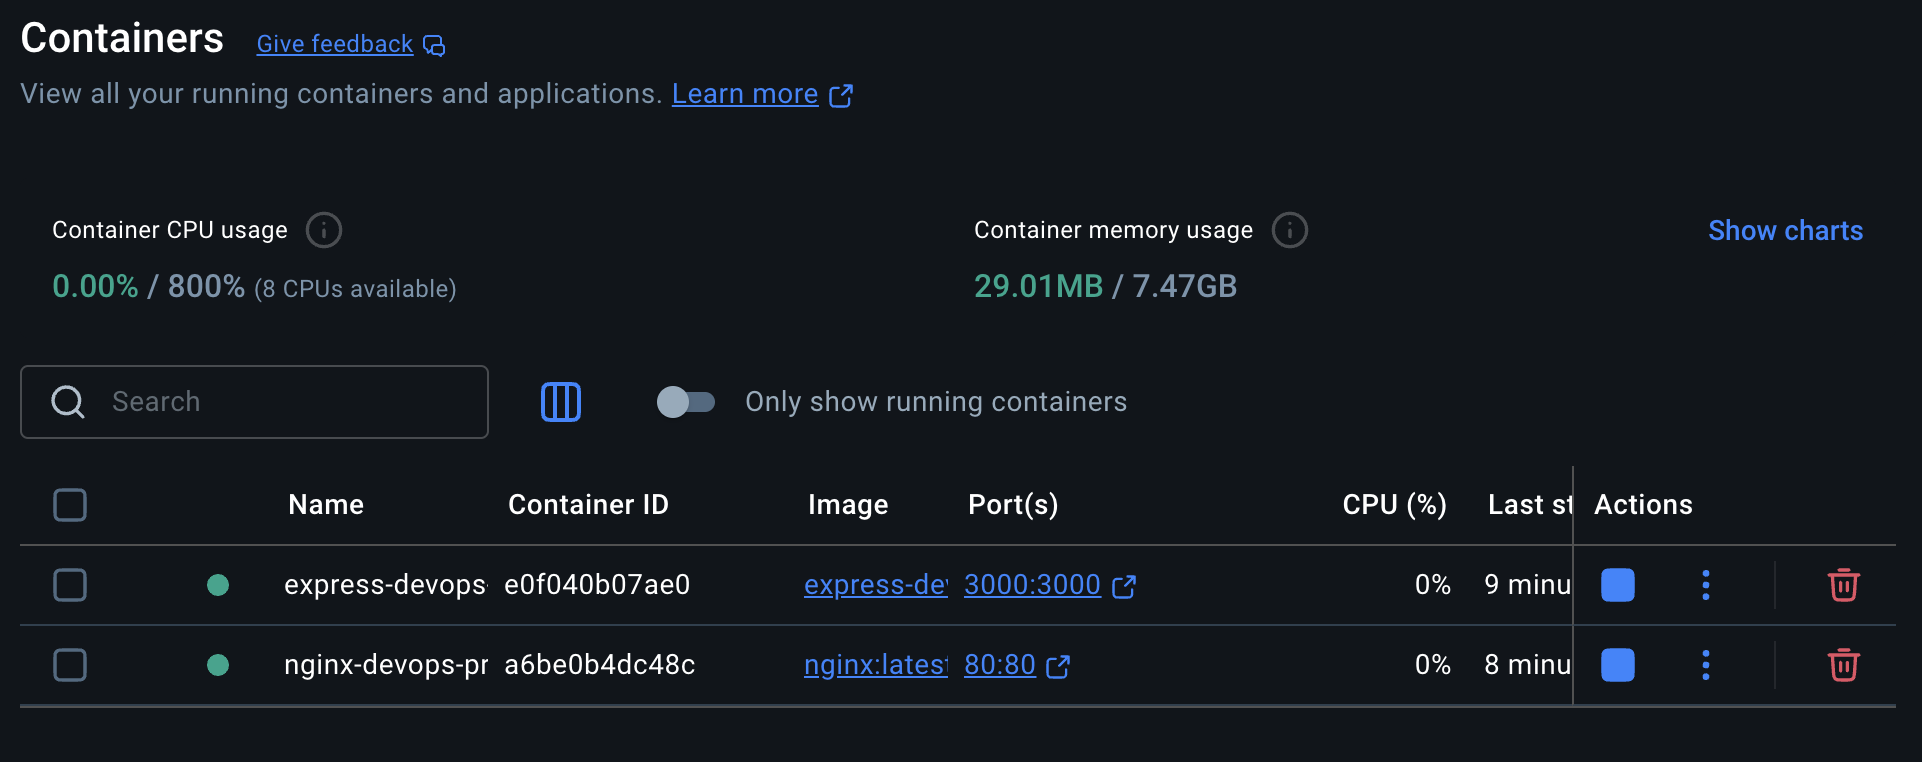 Containers Give feedback
View all your running containers and applications. Learn more
Container CPU usage Container memory usage Show charts
0.00% / 800% (8 CPUs available) 29.01MB / 7.47GB
Search Only show running containers
Name Container ID Image Port(s) CPU (%) Last st Actions
express-devops- e0f040b07ae0 express-dev 3000:3000 0% 9 minu
nginx-devops-pr a6be0b4dc48c nginx:latest 80:80 0% 8 minu